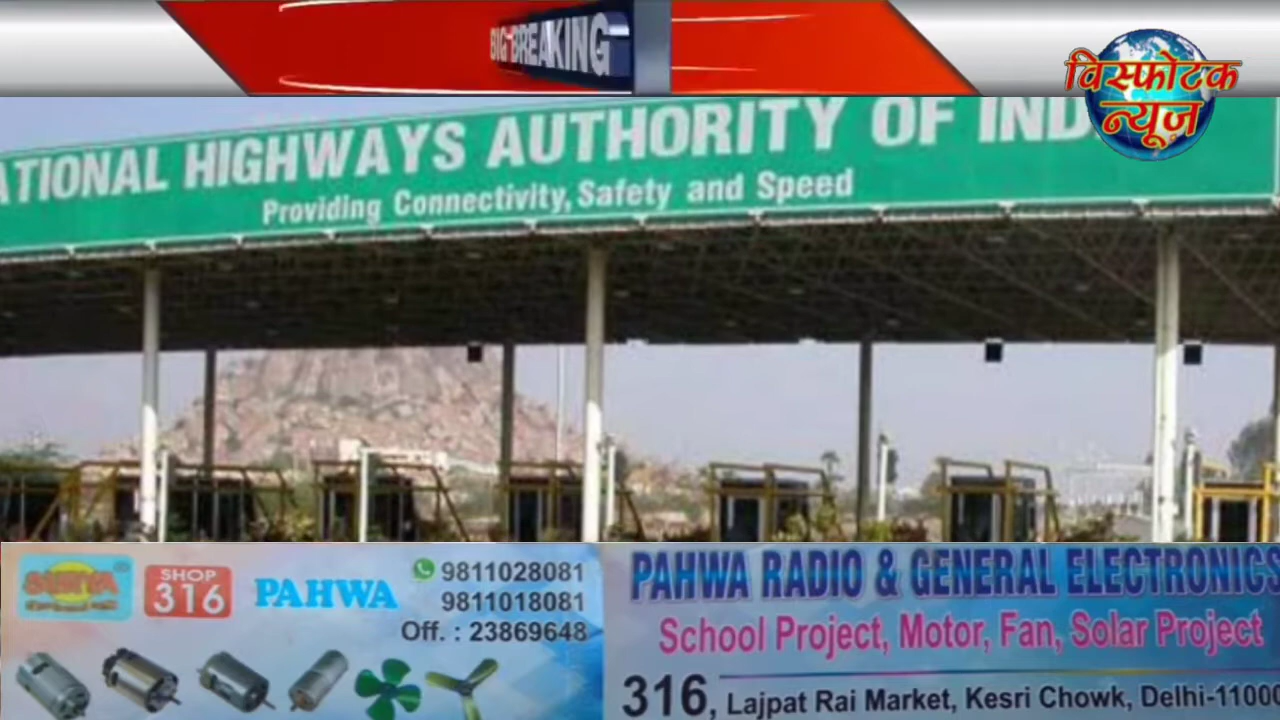 BIG BREAKING
विस्फोटक
न्यूज
ATIONAL HIGHWAYS AUTHORITY OF IND
Providing Connectivity, Safety and Speed
SURYA
SHOP
316
PAHWA
9811028081
9811018081
Off. : 23869648
PAHWA RADIO & GENERAL ELECTRONICS
School Project, Motor, Fan, Solar Project
316, Lajpat Rai Market, Kesri Chowk, Delhi-11000